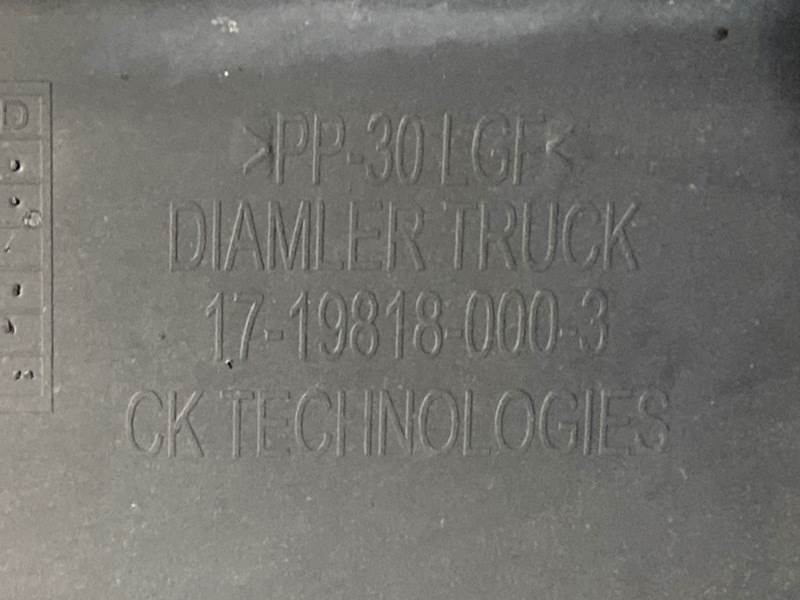 D
>PP-30 LGF<
DIAMLER TRUCK
17-19818-000-3
CK TECHNOLOGIES